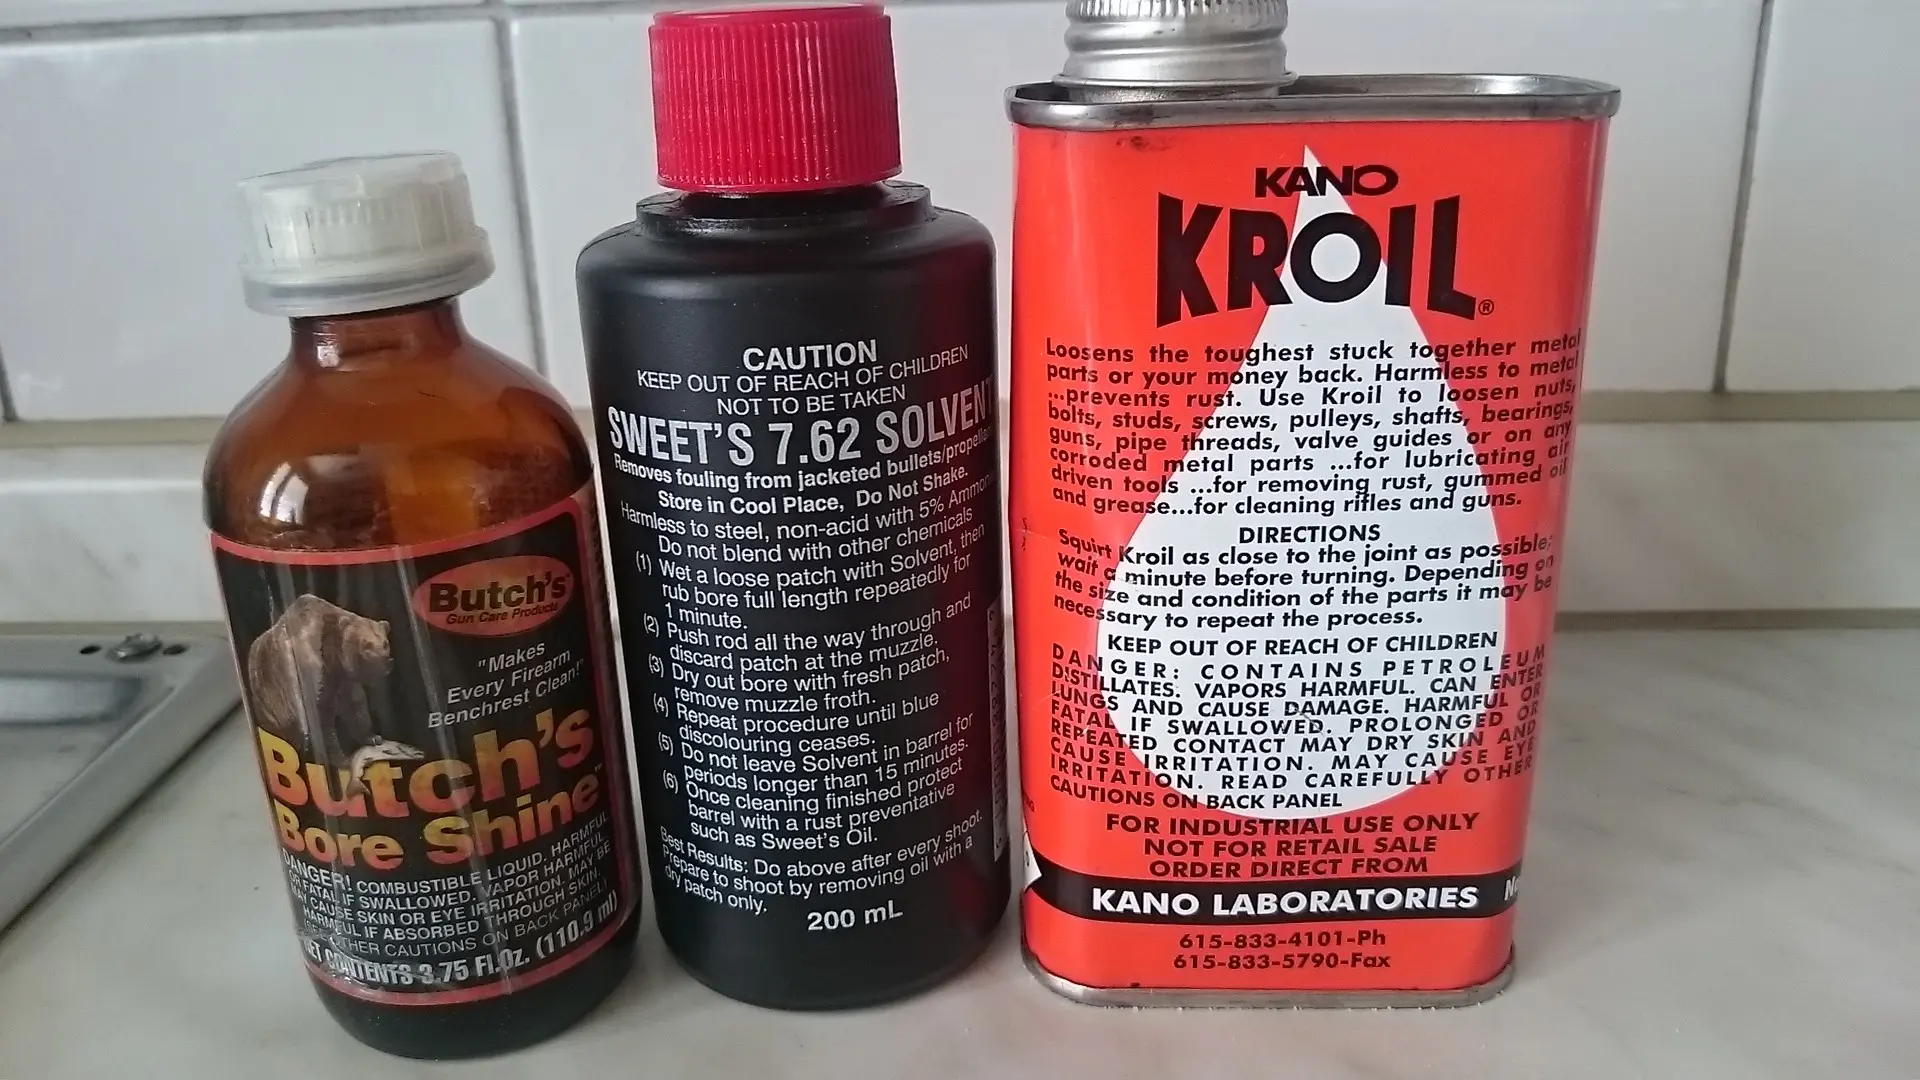 Butch's
Gun Care Products
"Makes
Every Firearm
Benchrest Clean!"
Butch's
Bore Shine™
DANGER! COMBUSTIBLE LIQUID. HARMFUL
OR FATAL IF SWALLOWED. VAPOR HARMFUL.
MAY CAUSE SKIN OR EYE IRRITATION. MAY BE
HARMFUL IF ABSORBED THROUGH SKIN.
OTHER CAUTIONS ON BACK PANEL)
NET CONTENTS 3.75 Fl.Oz. (110.9 ml)
CAUTION
KEEP OUT OF REACH OF CHILDREN
NOT TO BE TAKEN
SWEET'S 7.62 SOLVENT
Removes fouling from jacketed bullets/propell
Store in Cool Place, Do Not Shake.
Harmless to steel, non-acid with 5% Ammon
Do not blend with other chemicals
(1) Wet a loose patch with Solvent, then
rub bore full length repeatedly for
1 minute.
(2) Push rod all the way through and
discard patch at the muzzle.
(3) Dry out bore with fresh patch,
remove muzzle froth.
(4) Repeat procedure until blue
discolouring ceases.
(5) Do not leave Solvent in barrel for
periods longer than 15 minutes.
(6) Once cleaning finished protect
barrel with a rust preventative
such as Sweet's Oil.
Best Results: Do above after every shoot.
Prepare to shoot by removing oil with a
dry patch only.
200 mL
KANO
KROIL®
Loosens the toughest stuck together metal
parts or your money back. Harmless to metal
...prevents rust. Use Kroil to loosen nuts,
bolts, studs, screws, pulleys, shafts, bearings,
guns, pipe threads, valve guides or on any
corroded metal parts ...for lubricating air
driven tools ...for removing rust, gummed oil
and grease...for cleaning rifles and guns.
DIRECTIONS
Squirt Kroil as close to the joint as possible;
wait a minute before turning. Depending on
the size and condition of the parts it may be
necessary to repeat the process.
KEEP OUT OF REACH OF CHILDREN
DANGER: CONTAINS PETROLEUM
DISTILLATES. VAPORS HARMFUL. CAN ENTER
LUNGS AND CAUSE DAMAGE. HARMFUL OR
FATAL IF SWALLOWED. PROLONGED OR
REPEATED CONTACT MAY DRY SKIN AND
CAUSE IRRITATION. MAY CAUSE EYE
IRRITATION. READ CAREFULLY OTHER
CAUTIONS ON BACK PANEL
FOR INDUSTRIAL USE ONLY
NOT FOR RETAIL SALE
ORDER DIRECT FROM
KANO LABORATORIES
615-833-4101-Ph
615-833-5790-Fax